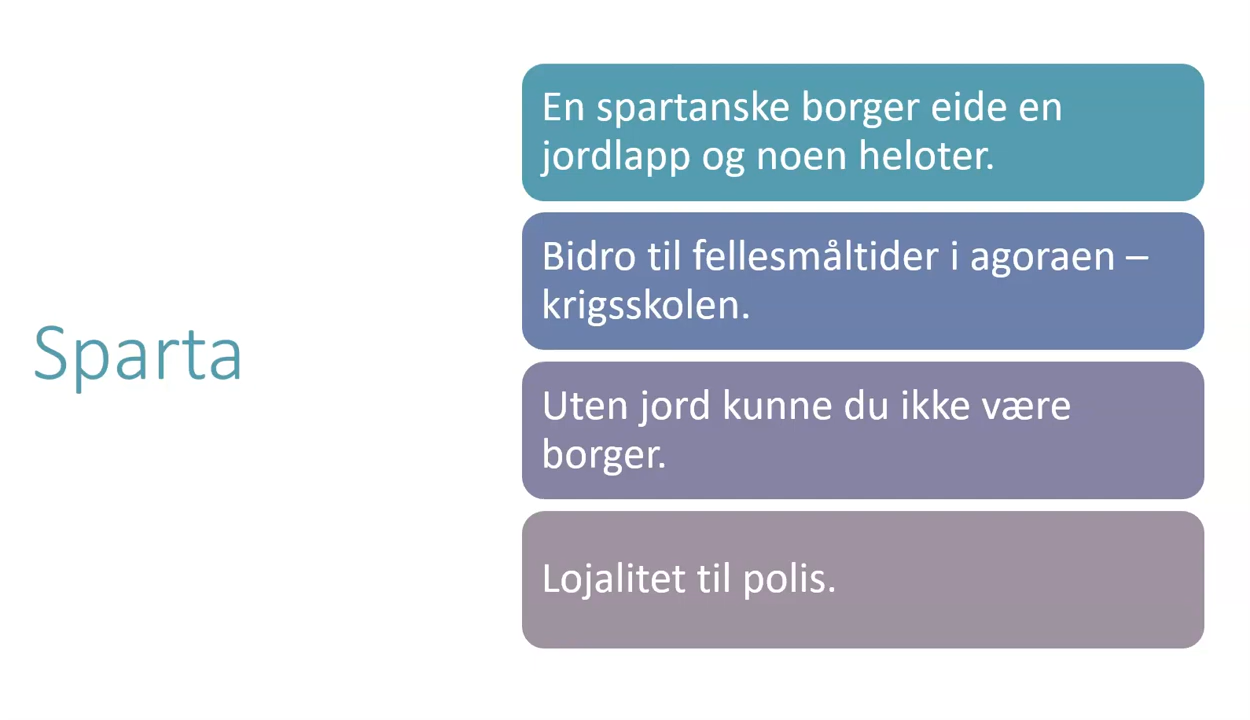 Sparta
En spartanske borger eide en
jordlapp og noen heloter.
Bidro til fellesmåltider i agoraen –
krigsskolen.
Uten jord kunne du ikke være
borger.
Lojalitet til polis.